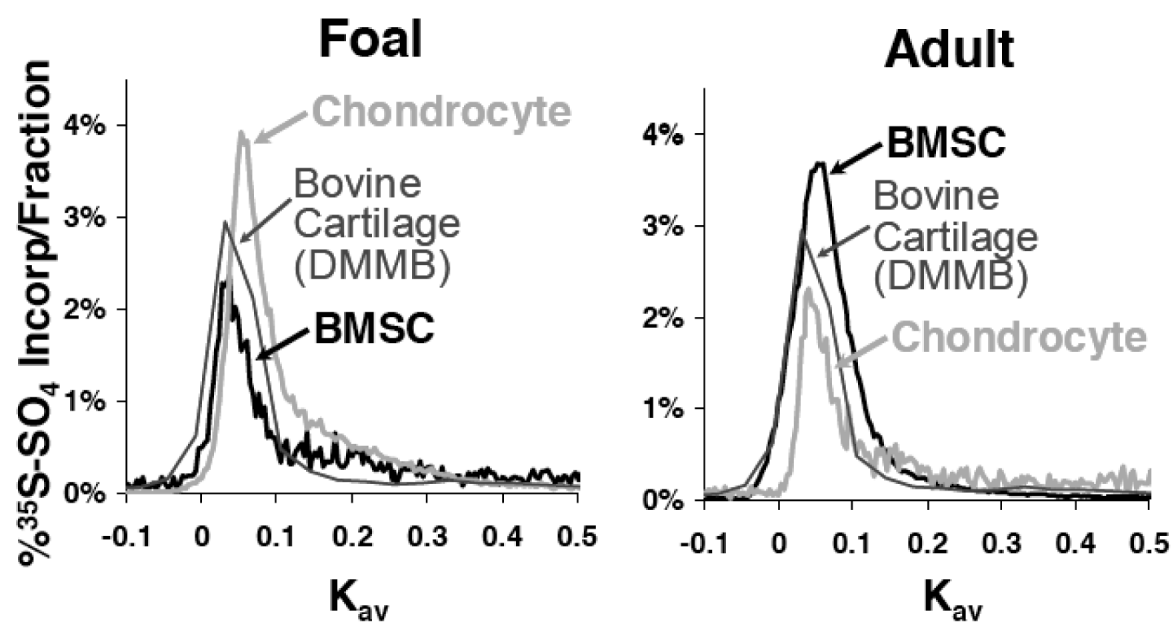 Foal
%³⁵S-SO₄ Incorp/Fraction
4%
3%
2%
1%
0%
Chondrocyte
Bovine
Cartilage
(DMMB)
BMSC
-0.1 0 0.1 0.2 0.3 0.4 0.5
Kav
Adult
4%
3%
2%
1%
0%
BMSC
Bovine
Cartilage
(DMMB)
Chondrocyte
-0.1 0 0.1 0.2 0.3 0.4 0.5
Kav